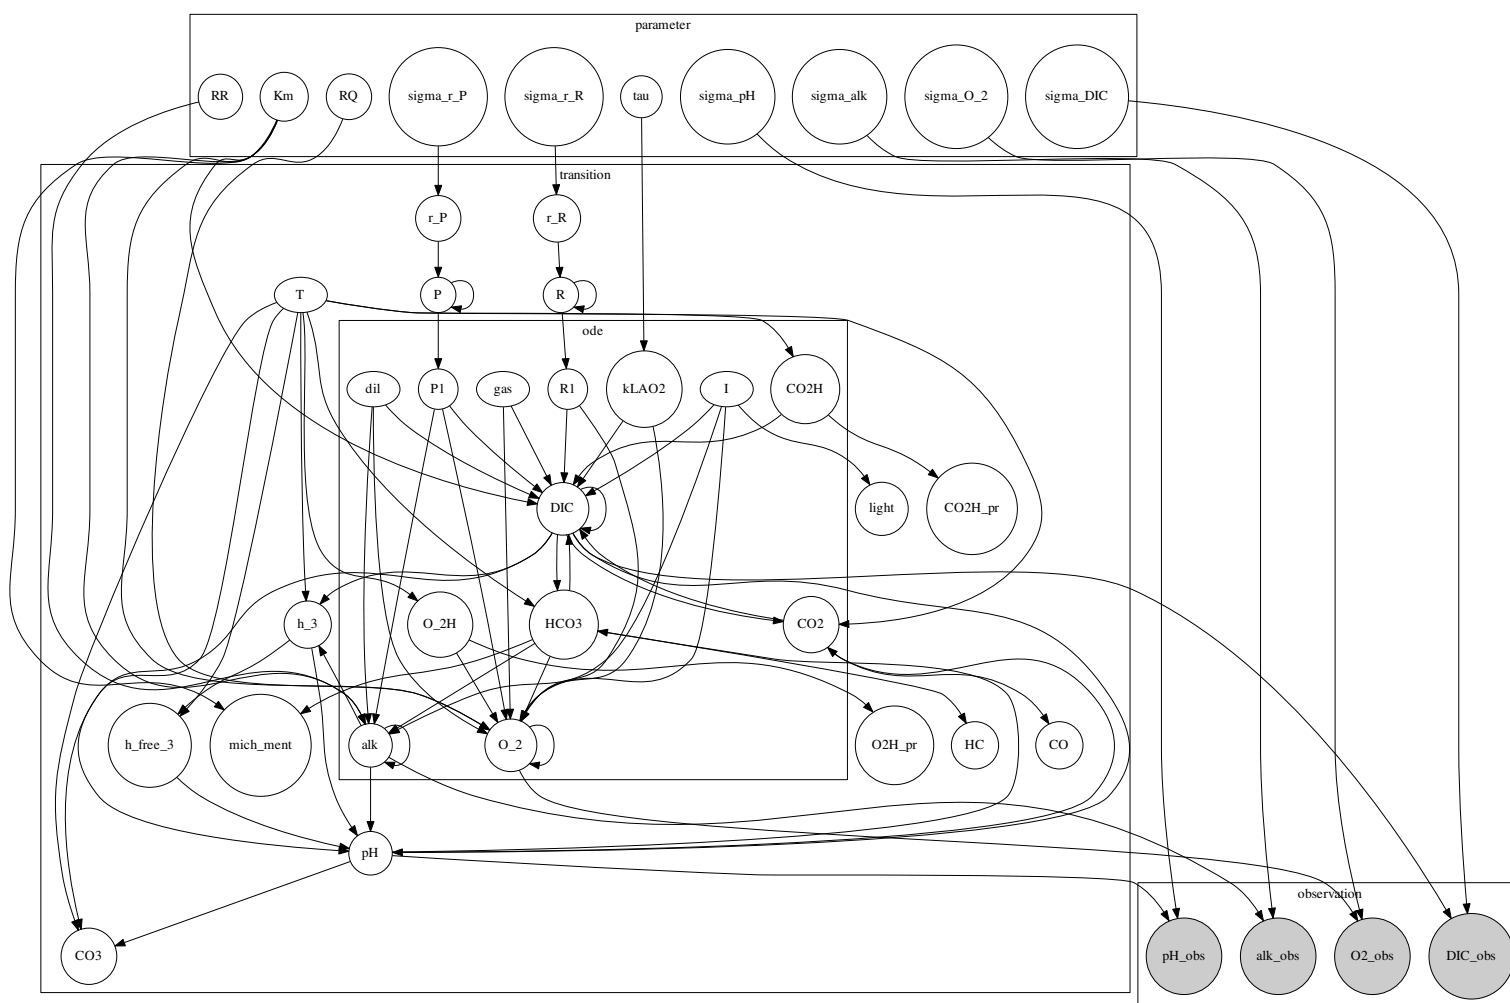 parameter
RR
Km
RQ
sigma_r_P
sigma_r_R
tau
sigma_pH
sigma_alk
sigma_O_2
sigma_DIC
transition
r_P
r_R
T
P
R
ode
dil
P1
gas
R1
kLAO2
I
CO2H
DIC
light
CO2H_pr
h_3
O_2H
HCO3
CO2
h_free_3
mich_ment
alk
O_2
O2H_pr
HC
CO
pH
observation
CO3
pH_obs
alk_obs
O2_obs
DIC_obs